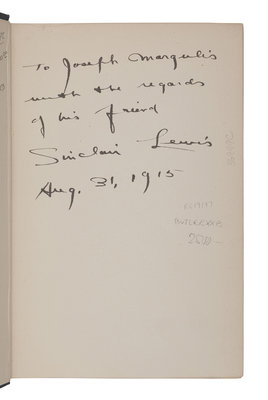 To Joseph Margulis
with the regards
of his friend
Sinclair Lewis
Aug. 31, 1915